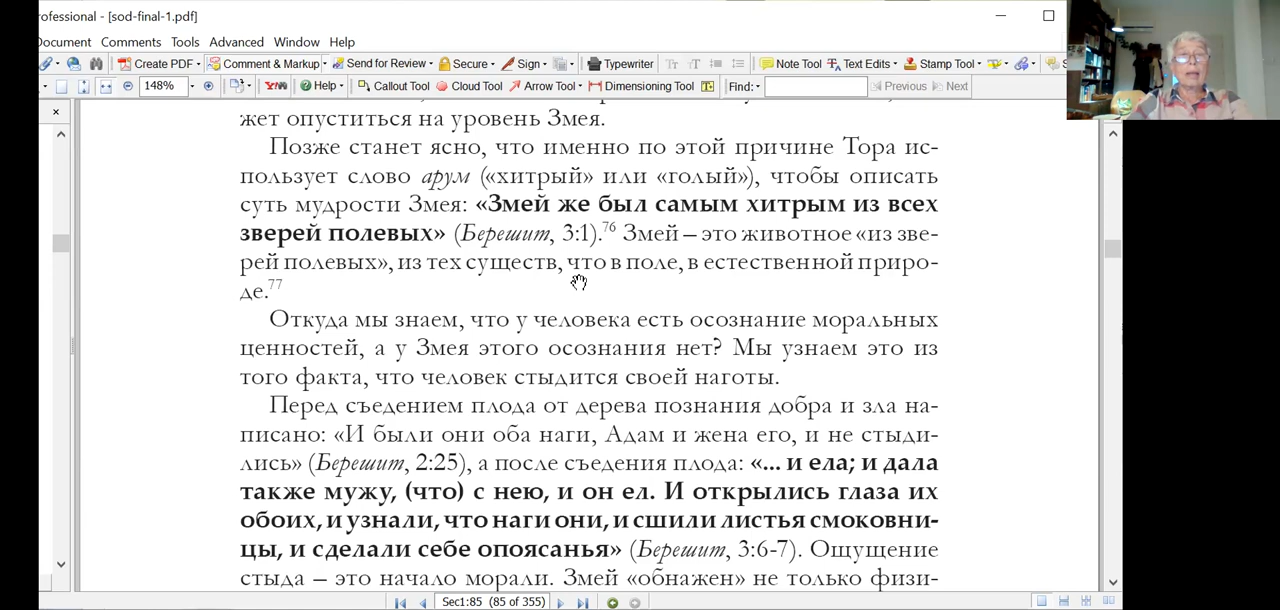 rofessional - [sod-final-1.pdf]
Document Comments Tools Advanced Window Help
Create PDF Comment & Markup Send for Review Secure Sign Typewriter Note Tool Text Edits Stamp Tool
148% Help Callout Tool Cloud Tool Arrow Tool Dimensioning Tool Find: Previous Next
жет опуститься на уровень Змея.
Позже станет ясно, что именно по этой причине Тора ис-
пользует слово арум («хитрый» или «голый»), чтобы описать
суть мудрости Змея: «Змей же был самым хитрым из всех
зверей полевых» (Берешит, 3:1).76 Змей – это животное «из зве-
рей полевых», из тех существ, что в поле, в естественной приро-
де.77
Откуда мы знаем, что у человека есть осознание моральных
ценностей, а у Змея этого осознания нет? Мы узнаем это из
того факта, что человек стыдится своей наготы.
Перед съедением плода от дерева познания добра и зла на-
писано: «И были они оба наги, Адам и жена его, и не стыди-
лись» (Берешит, 2:25), а после съедения плода: «... и ела; и дала
также мужу, (что) с нею, и он ел. И открылись глаза их
обоих, и узнали, что наги они, и сшили листья смоковни-
цы, и сделали себе опоясанья» (Берешит, 3:6-7). Ощущение
стыда – это начало морали. Змей «обнажен» не только физи-
Sec1:85 (85 of 355)